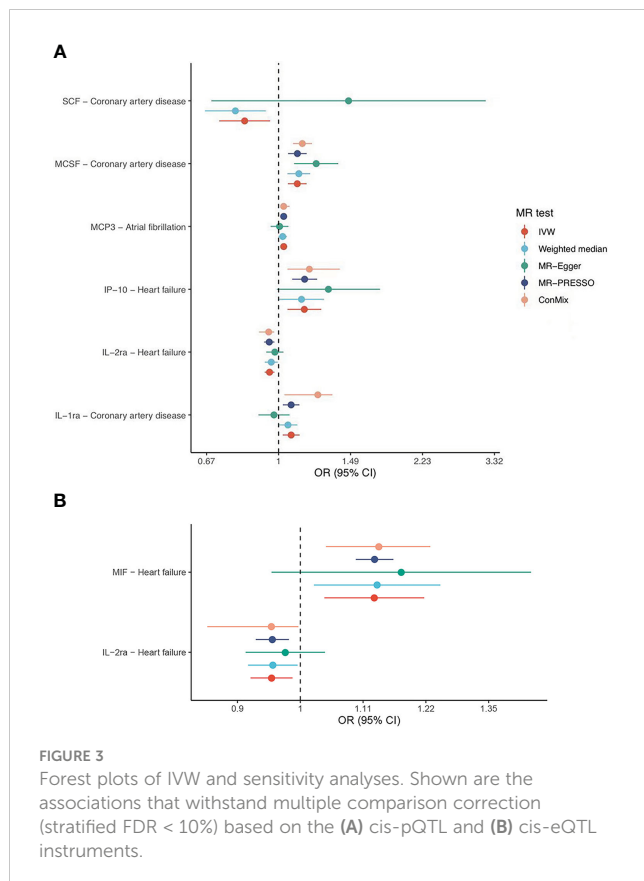 A
SCF – Coronary artery disease
MCSF – Coronary artery disease
MCP3 – Atrial fibrillation
IP-10 – Heart failure
IL-2ra – Heart failure
IL-1ra – Coronary artery disease
0.67 1 1.49 2.23 3.32
OR (95% CI)
MR test
IVW
Weighted median
MR-Egger
MR-PRESSO
ConMix
B
MIF – Heart failure
IL-2ra – Heart failure
0.9 1 1.11 1.22 1.35
OR (95% CI)
FIGURE 3
Forest plots of IVW and sensitivity analyses. Shown are the
associations that withstand multiple comparison correction
(stratified FDR < 10%) based on the (A) cis-pQTL and (B) cis-eQTL
instruments.